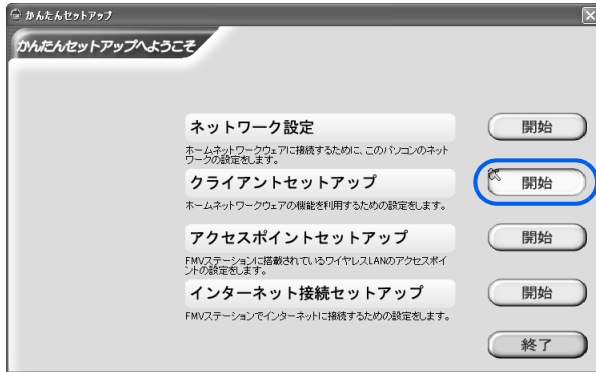 かんたんセットアップ
かんたんセットアップへようこそ
ネットワーク設定
開始
ホームネットワークウェアに接続するために、このパソコンのネット
ワークの設定をします。
クライアントセットアップ
開始
ホームネットワークウェアの機能を利用するための設定をします。
アクセスポイントセットアップ
開始
FMVステーションに搭載されているワイヤレスLANのアクセスポイ
ントの設定をします。
インターネット接続セットアップ
開始
FMVステーションでインターネットに接続するための設定をします。
終了